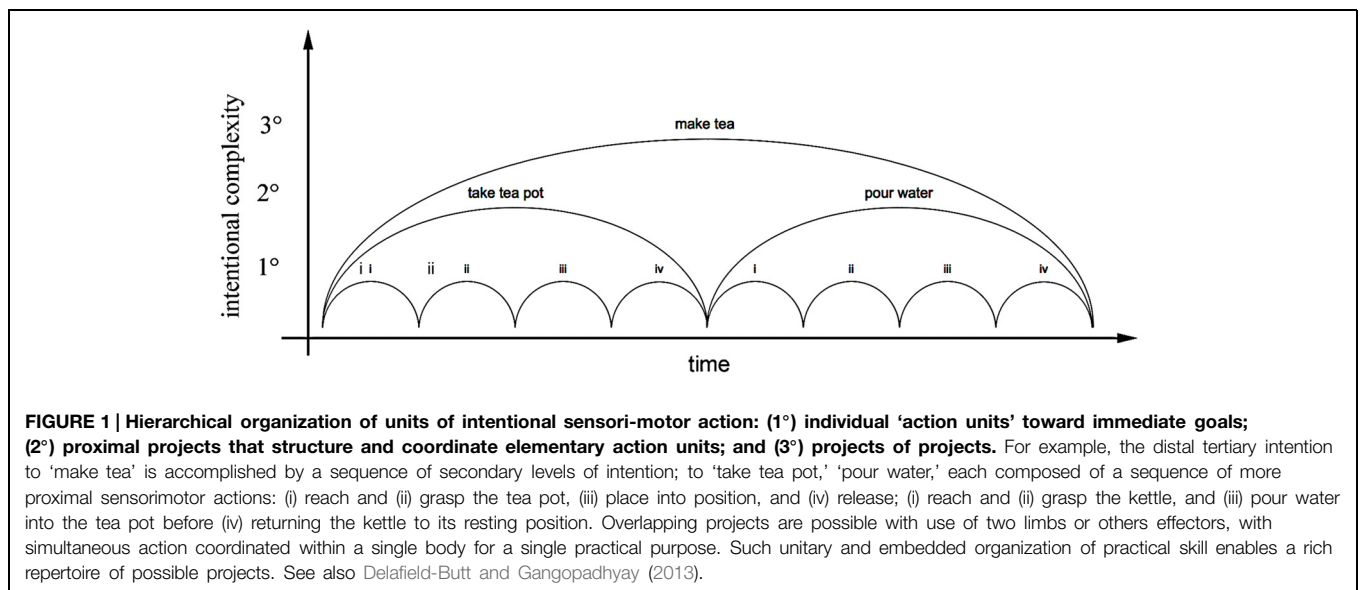 intentional complexity
3°
make tea
2°
take tea pot
pour water
1°
i i ii ii iii iv i ii iii iv
time
FIGURE 1 | Hierarchical organization of units of intentional sensori-motor action: (1°) individual ‘action units’ toward immediate goals;
(2°) proximal projects that structure and coordinate elementary action units; and (3°) projects of projects. For example, the distal tertiary intention
to ‘make tea’ is accomplished by a sequence of secondary levels of intention; to ‘take tea pot,’ ‘pour water,’ each composed of a sequence of more
proximal sensorimotor actions: (i) reach and (ii) grasp the tea pot, (iii) place into position, and (iv) release; (i) reach and (ii) grasp the kettle, and (iii) pour water
into the tea pot before (iv) returning the kettle to its resting position. Overlapping projects are possible with use of two limbs or others effectors, with
simultaneous action coordinated within a single body for a single practical purpose. Such unitary and embedded organization of practical skill enables a rich
repertoire of possible projects. See also Delafield-Butt and Gangopadhyay (2013).